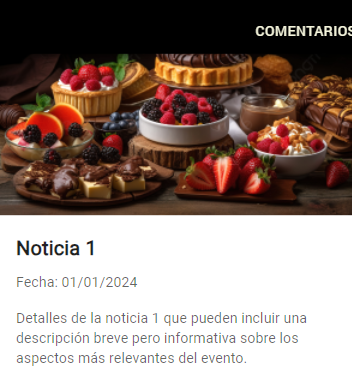 COMENTARIOS
Noticia 1
Fecha: 01/01/2024
Detalles de la noticia 1 que pueden incluir una
descripción breve pero informativa sobre los
aspectos más relevantes del evento.